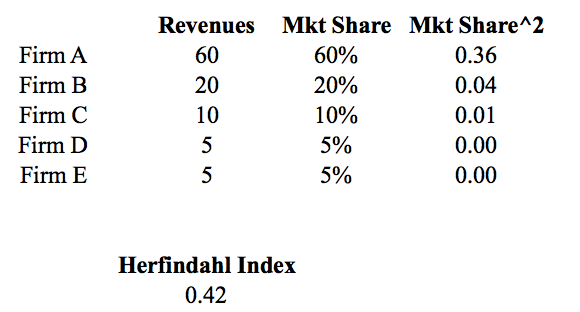 Revenues Mkt Share Mkt Share^2
Firm A 60 60% 0.36
Firm B 20 20% 0.04
Firm C 10 10% 0.01
Firm D 5 5% 0.00
Firm E 5 5% 0.00
Herfindahl Index
0.42